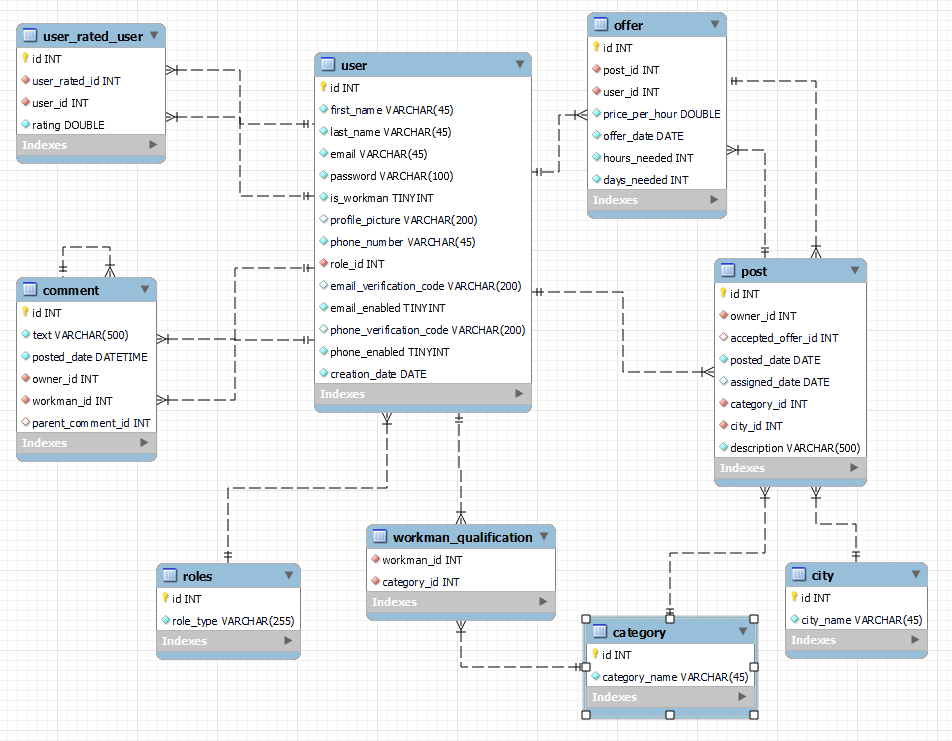 user_rated_user
id INT
user_rated_id INT
user_id INT
rating DOUBLE
Indexes
user
id INT
first_name VARCHAR(45)
last_name VARCHAR(45)
email VARCHAR(45)
password VARCHAR(100)
is_workman TINYINT
profile_picture VARCHAR(200)
phone_number VARCHAR(45)
role_id INT
email_verification_code VARCHAR(200)
email_enabled TINYINT
phone_verification_code VARCHAR(200)
phone_enabled TINYINT
creation_date DATE
Indexes
offer
id INT
post_id INT
user_id INT
price_per_hour DOUBLE
offer_date DATE
hours_needed INT
days_needed INT
Indexes
comment
id INT
text VARCHAR(500)
posted_date DATETIME
owner_id INT
workman_id INT
parent_comment_id INT
Indexes
post
id INT
owner_id INT
accepted_offer_id INT
posted_date DATE
assigned_date DATE
category_id INT
city_id INT
description VARCHAR(500)
Indexes
roles
id INT
role_type VARCHAR(255)
Indexes
workman_qualification
workman_id INT
category_id INT
Indexes
category
id INT
category_name VARCHAR(45)
Indexes
city
id INT
city_name VARCHAR(45)
Indexes